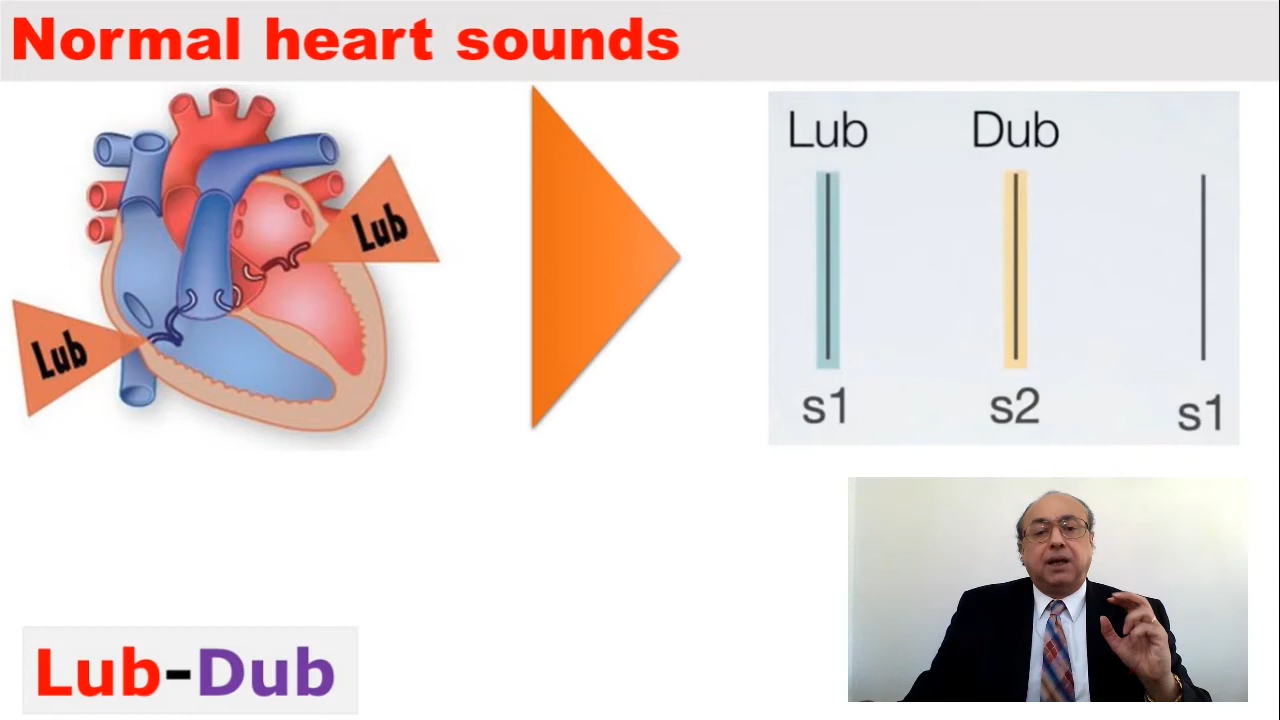 Normal heart sounds
Lub
Lub
Lub Dub
s1 s2 s1
Lub-Dub